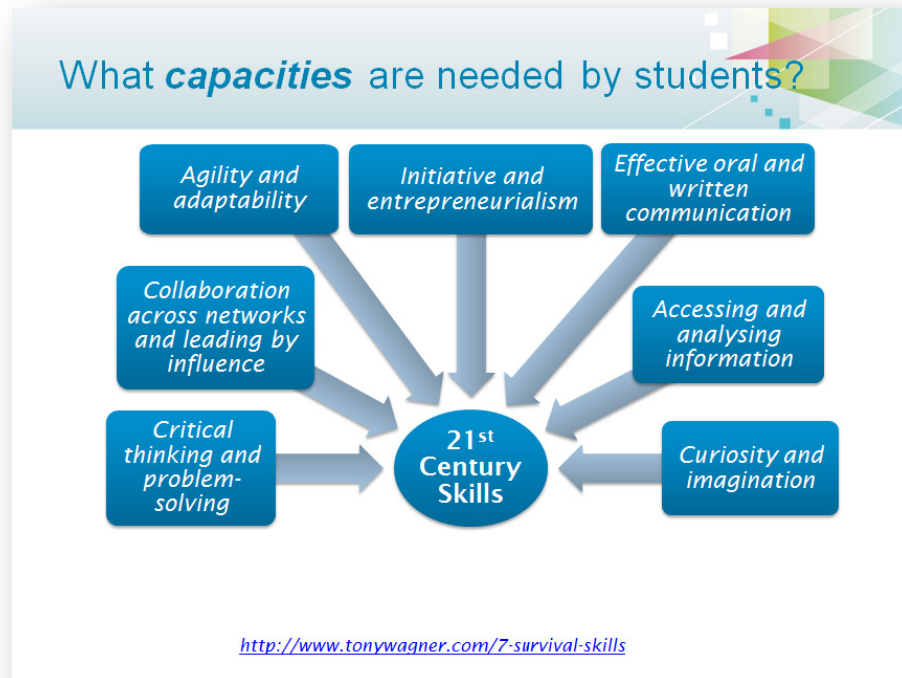 What capacities are needed by students?
Agility and
adaptability
Initiative and
entrepreneurialism
Effective oral and
written
communication
Collaboration
across networks
and leading by
influence
Accessing and
analysing
information
Critical
thinking and
problem-
solving
21st
Century
Skills
Curiosity and
imagination
http://www.tonywagner.com/7-survival-skills